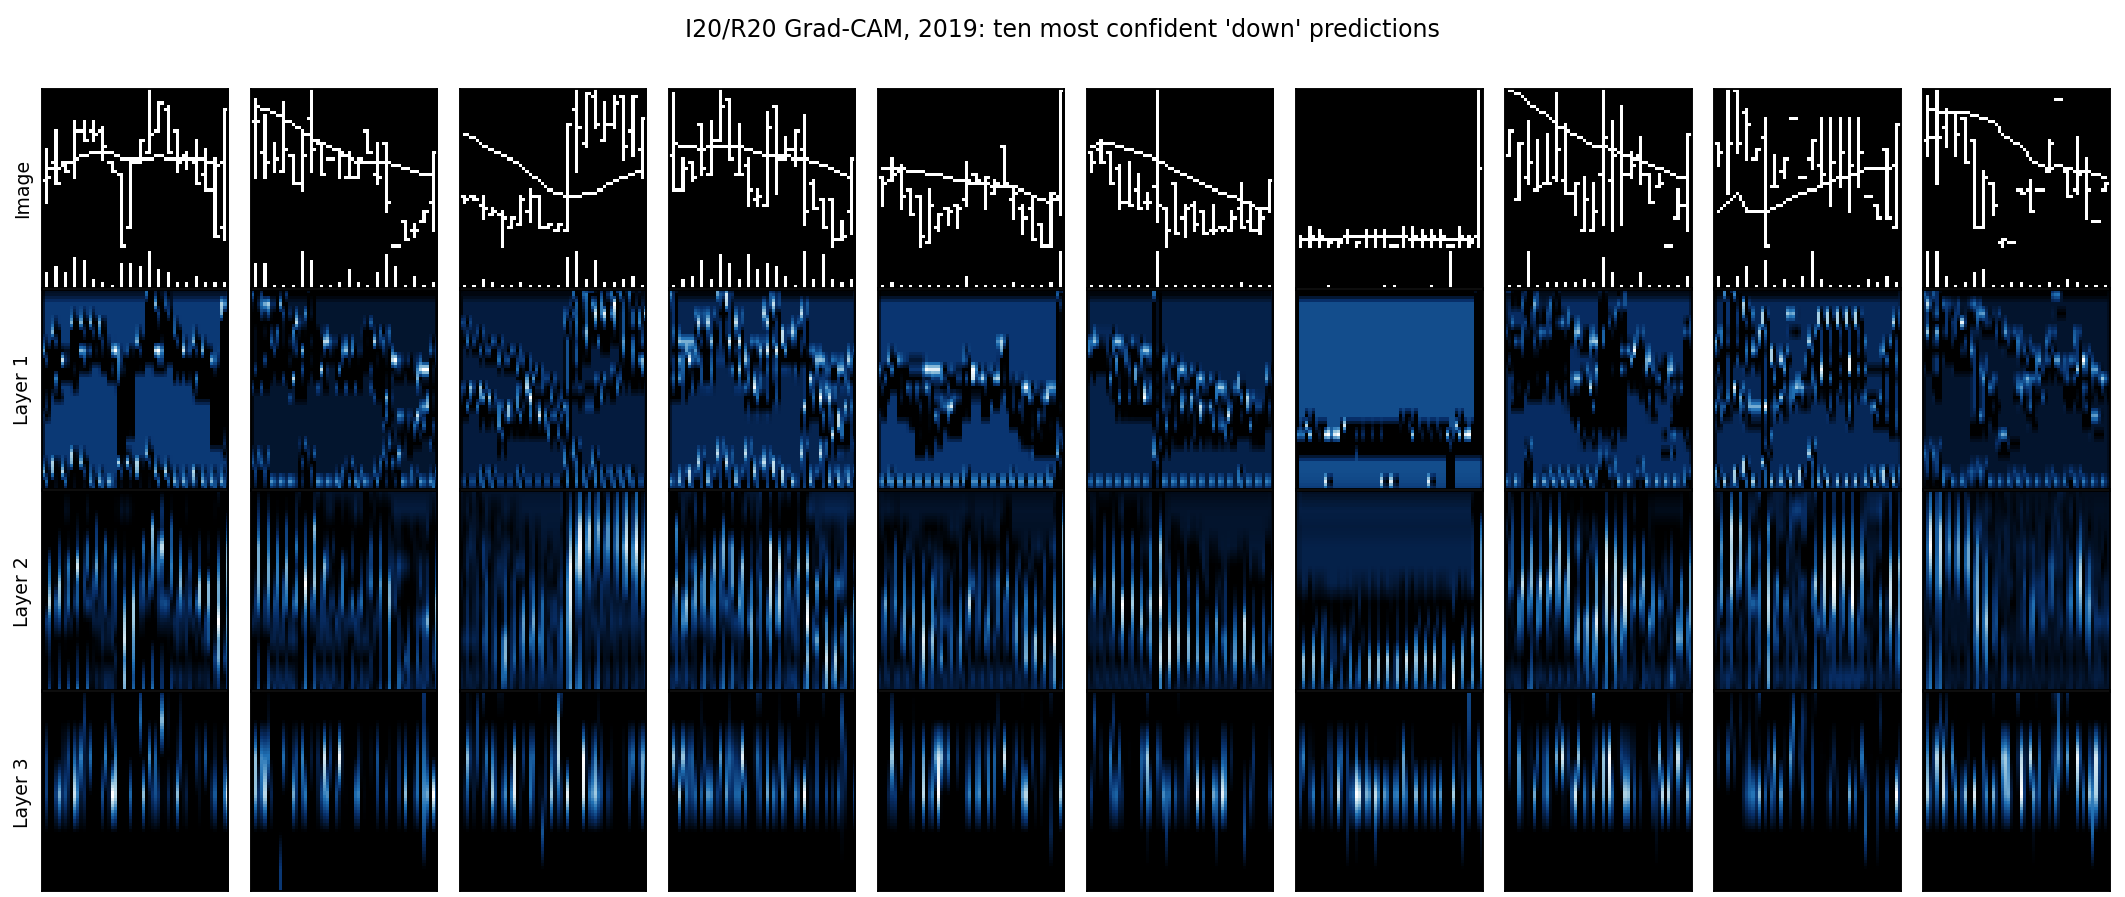 I20/R20 Grad-CAM, 2019: ten most confident 'down' predictions
Image
Layer 1
Layer 2
Layer 3